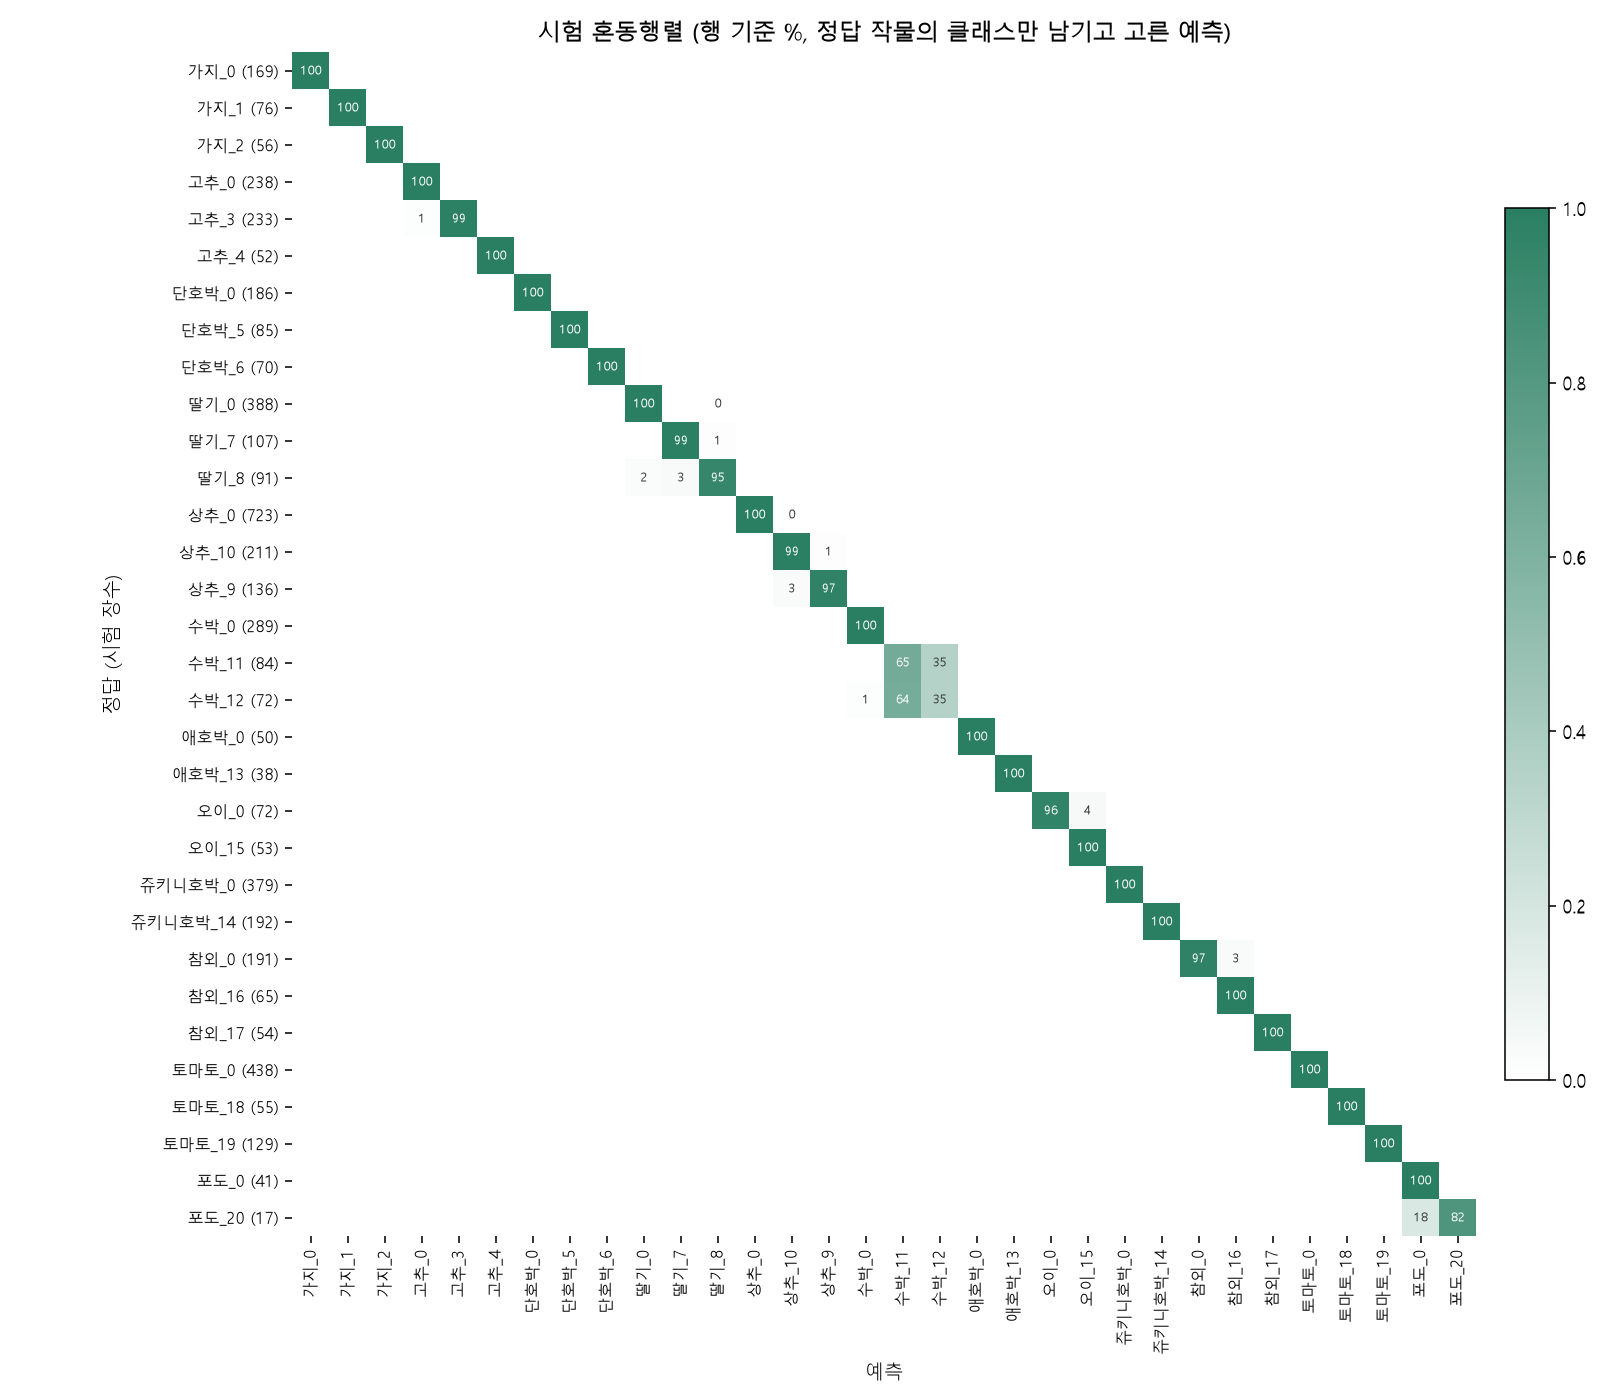 시험 혼동행렬 (행 기준 %, 정답 작물의 클래스만 남기고 고른 예측)
가지_0 (169) 100
가지_1 (76) 100
가지_2 (56) 100
고추_0 (238) 100
고추_3 (233) 1 99
고추_4 (52) 100
단호박_0 (186) 100
단호박_5 (85) 100
단호박_6 (70) 100
딸기_0 (388) 100 0
딸기_7 (107) 99 1
딸기_8 (91) 2 3 95
상추_0 (723) 100 0
상추_10 (211) 99 1
상추_9 (136) 3 97
수박_0 (289) 100
수박_11 (84) 65 35
수박_12 (72) 1 64 35
애호박_0 (50) 100
애호박_13 (38) 100
오이_0 (72) 96 4
오이_15 (53) 100
쥬키니호박_0 (379) 100
쥬키니호박_14 (192) 100
참외_0 (191) 97 3
참외_16 (65) 100
참외_17 (54) 100
토마토_0 (438) 100
토마토_18 (55) 100
토마토_19 (129) 100
포도_0 (41) 100
포도_20 (17) 18 82
정답 (시험 장수)
가지_0
가지_1
가지_2
고추_0
고추_3
고추_4
단호박_0
단호박_5
단호박_6
딸기_0
딸기_7
딸기_8
상추_0
상추_10
상추_9
수박_0
수박_11
수박_12
애호박_0
애호박_13
오이_0
오이_15
쥬키니호박_0
쥬키니호박_14
참외_0
참외_16
참외_17
토마토_0
토마토_18
토마토_19
포도_0
포도_20
예측
1.0
0.8
0.6
0.4
0.2
0.0